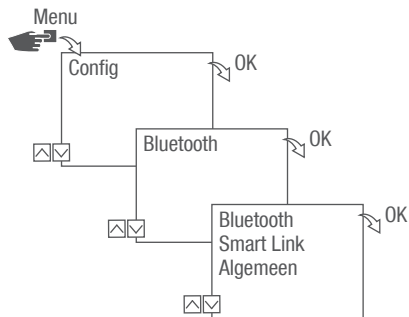 Menu
Config
OK
Bluetooth
OK
Bluetooth
Smart Link
Algemeen
OK